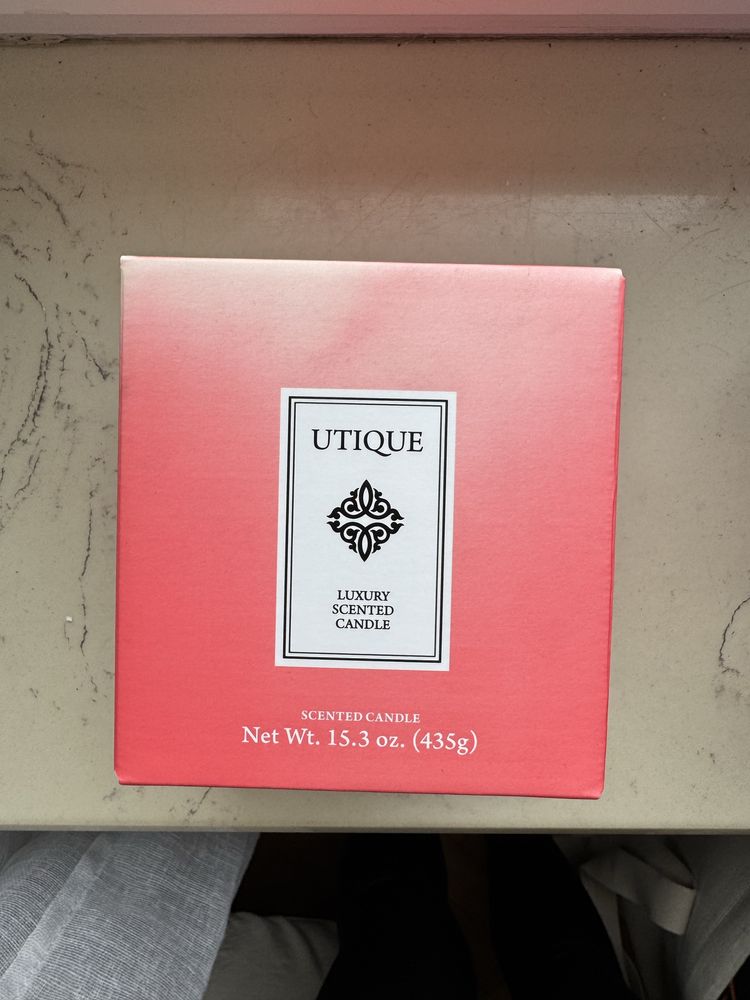 UTIQUE
LUXURY
SCENTED
CANDLE
SCENTED CANDLE
Net Wt. 15.3 oz. (435g)